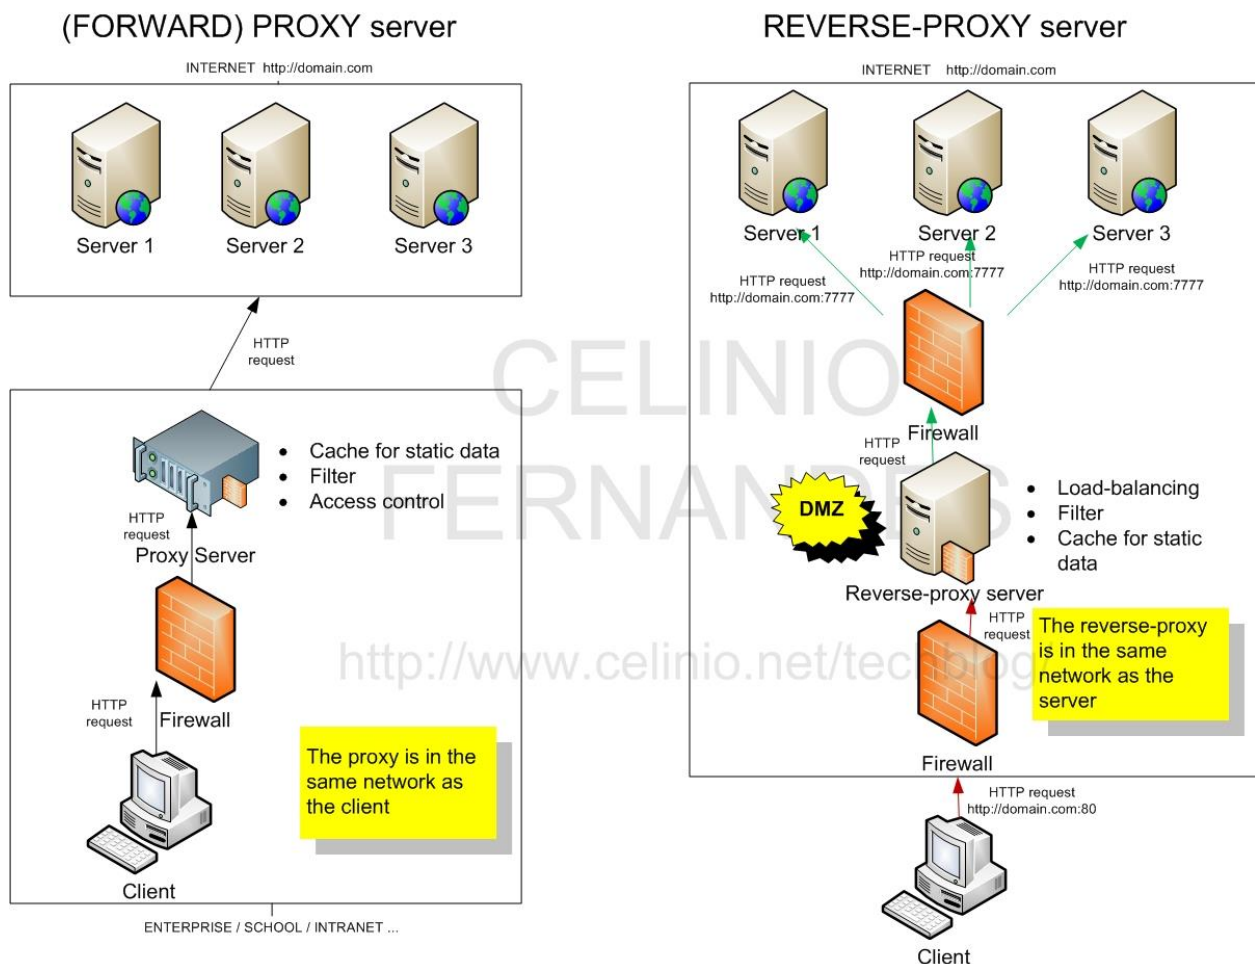 (FORWARD) PROXY server
INTERNET http://domain.com
Server 1
Server 2
Server 3
HTTP
request
• Cache for static data
• Filter
• Access control
HTTP
request
Proxy Server
HTTP
request
Firewall
The proxy is in the
same network as
the client
Client
ENTERPRISE / SCHOOL / INTRANET ...
REVERSE-PROXY server
INTERNET http://domain.com
Server 1
Server 2
Server 3
HTTP request
http://domain.com:7777
HTTP request
http://domain.com:7777
HTTP request
http://domain.com:7777
Firewall
HTTP
request
DMZ
• Load-balancing
• Filter
• Cache for static
data
Reverse-proxy server
HTTP
request
The reverse-proxy
is in the same
network as the
server
Firewall
HTTP request
http://domain.com:80
Client
CELINIO
FERNANDES
http://www.celinio.net/techblog/